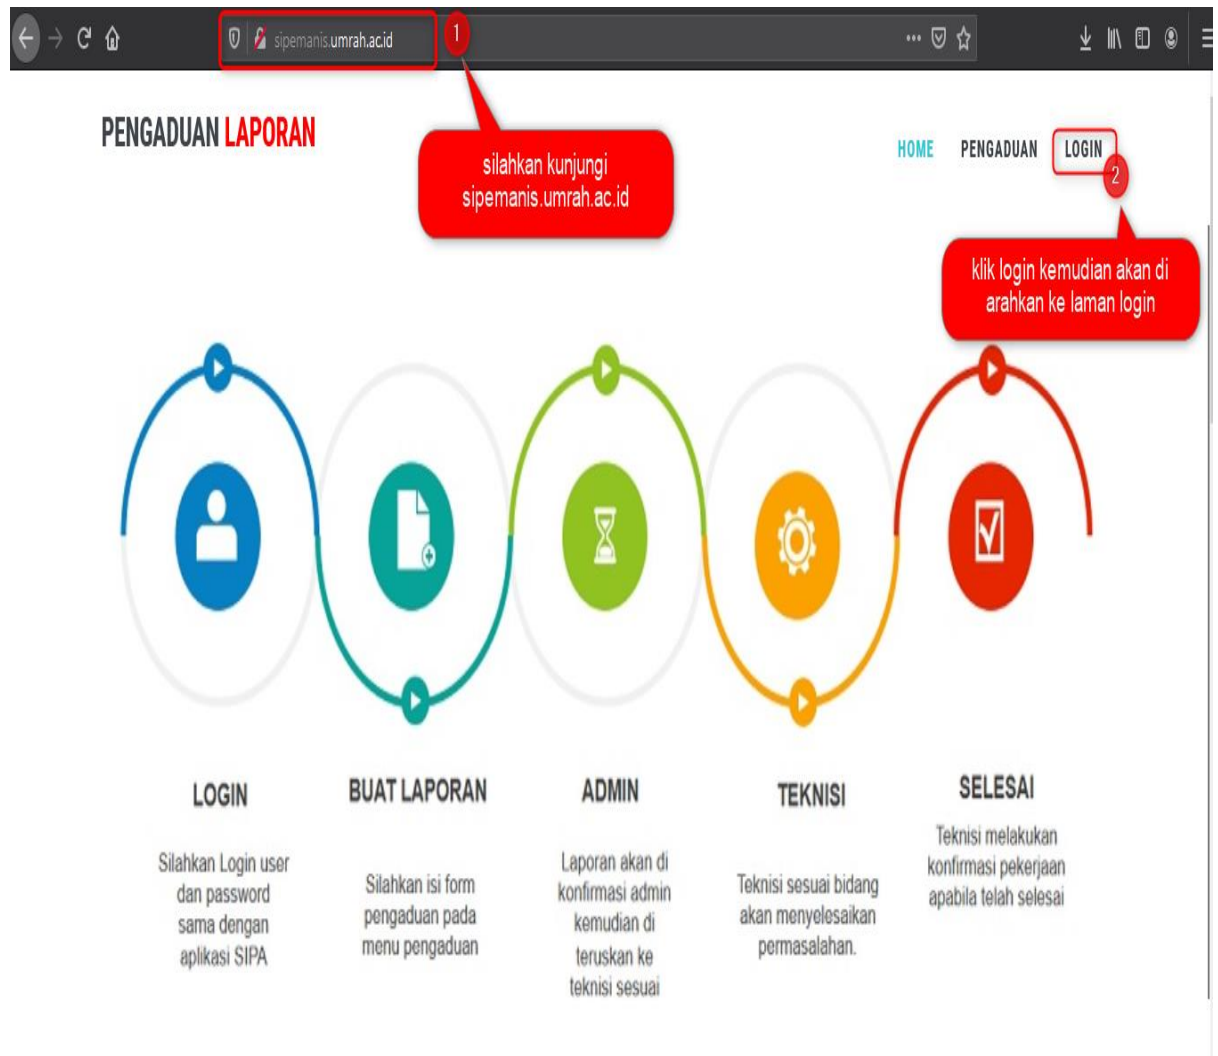 sipemanis.umrah.ac.id
1
PENGADUAN LAPORAN
silahkan kunjungi
sipemanis.umrah.ac.id
HOME PENGADUAN LOGIN
2
klik login kemudian akan di
arahkan ke laman login
LOGIN
Silahkan Login user
dan password
sama dengan
aplikasi SIPA
BUAT LAPORAN
Silahkan isi form
pengaduan pada
menu pengaduan
ADMIN
Laporan akan di
konfirmasi admin
kemudian di
teruskan ke
teknisi sesuai
TEKNISI
Teknisi sesuai bidang
akan menyelesaikan
permasalahan.
SELESAI
Teknisi melakukan
konfirmasi pekerjaan
apabila telah selesai